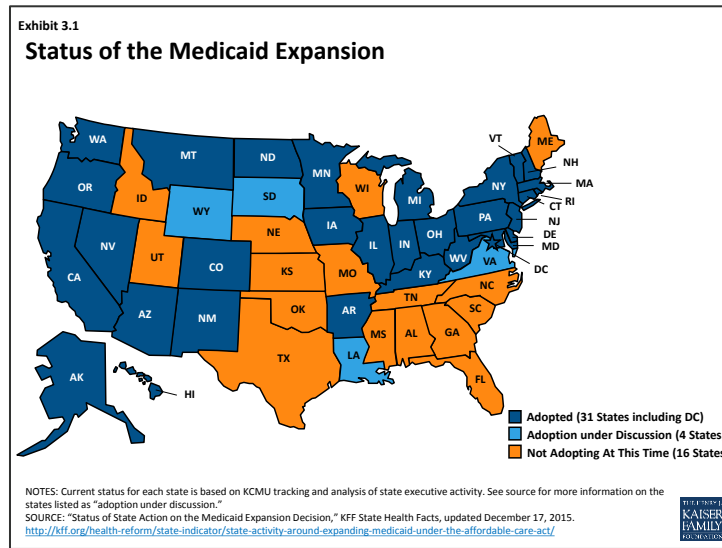 Exhibit 3.1
Status of the Medicaid Expansion
WA
MT
ND
MN
VT
ME
NH
MA
RI
CT
OR
ID
WY
SD
WI
MI
NY
NJ
DE
MD
DC
NV
UT
NE
IA
IL
IN
OH
PA
WV
VA
CA
CO
KS
MO
KY
NC
AZ
NM
OK
AR
TN
SC
TX
LA
MS
AL
GA
FL
AK
HI
Adopted (31 States including DC)
Adoption under Discussion (4 States
Not Adopting At This Time (16 States
NOTES: Current status for each state is based on KCMU tracking and analysis of state executive activity. See source for more information on the
states listed as “adoption under discussion.”
SOURCE: “Status of State Action on the Medicaid Expansion Decision,” KFF State Health Facts, updated December 17, 2015.
http://kff.org/health-reform/state-indicator/state-activity-around-expanding-medicaid-under-the-affordable-care-act/
THE HENRY J.
KAISER
FAMILY
FOUNDATION